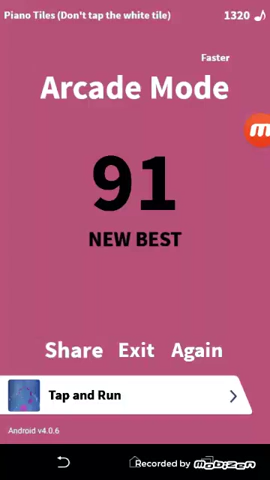 Piano Tiles (Don't tap the white tile) 1320
Faster
Arcade Mode
91
NEW BEST
Share Exit Again
Tap and Run
Android v4.0.6
Recorded by mobizen